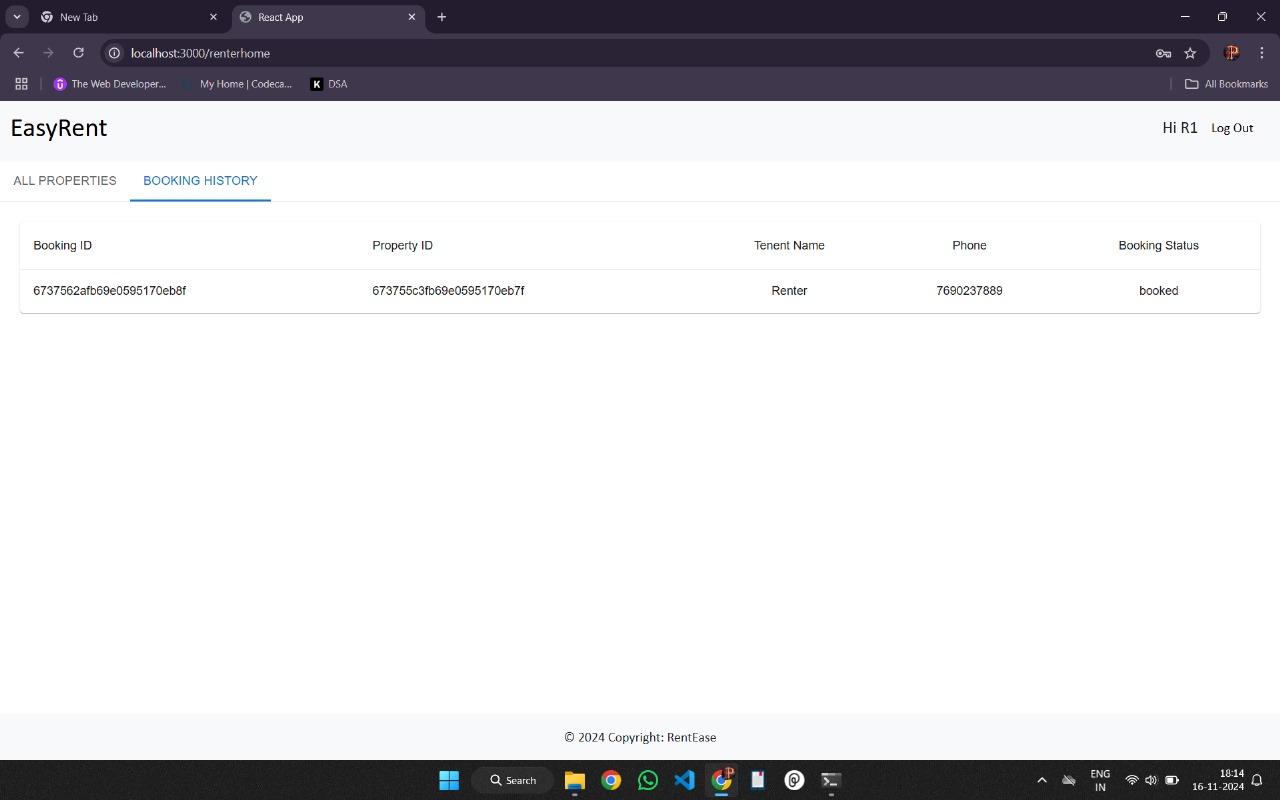 New Tab
React App
localhost:3000/renterhome
The Web Developer...
My Home | Codeca...
K DSA
All Bookmarks
EasyRent
Hi R1 Log Out
ALL PROPERTIES BOOKING HISTORY
Booking ID Property ID Tenent Name Phone Booking Status
6737562afb69e0595170eb8f 673755c3fb69e0595170eb7f Renter 7690237889 booked
© 2024 Copyright: RentEase
Search
ENG
IN
18:14
16-11-2024